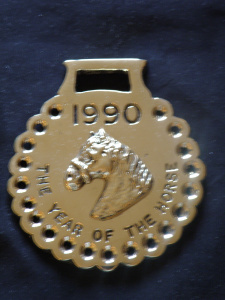 1990
THE YEAR OF THE HORSE